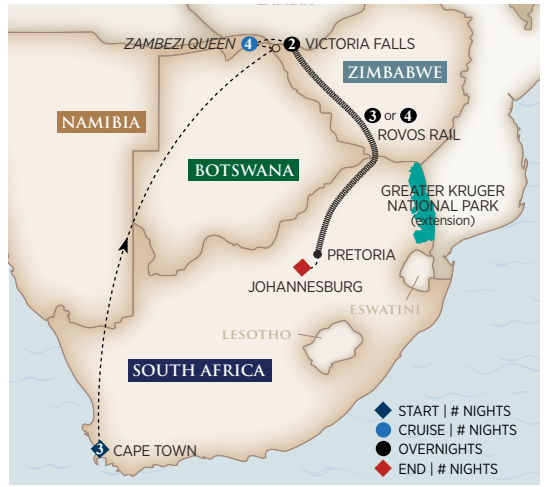 ZAMBEZI QUEEN 4 2 VICTORIA FALLS
ZIMBABWE
NAMIBIA
3 or 4
ROVOS RAIL
BOTSWANA
GREATER KRUGER
NATIONAL PARK
(extension)
PRETORIA
JOHANNESBURG
ESWATINI
LESOTHO
SOUTH AFRICA
3 CAPE TOWN
START | # NIGHTS
CRUISE | # NIGHTS
OVERNIGHTS
END | # NIGHTS